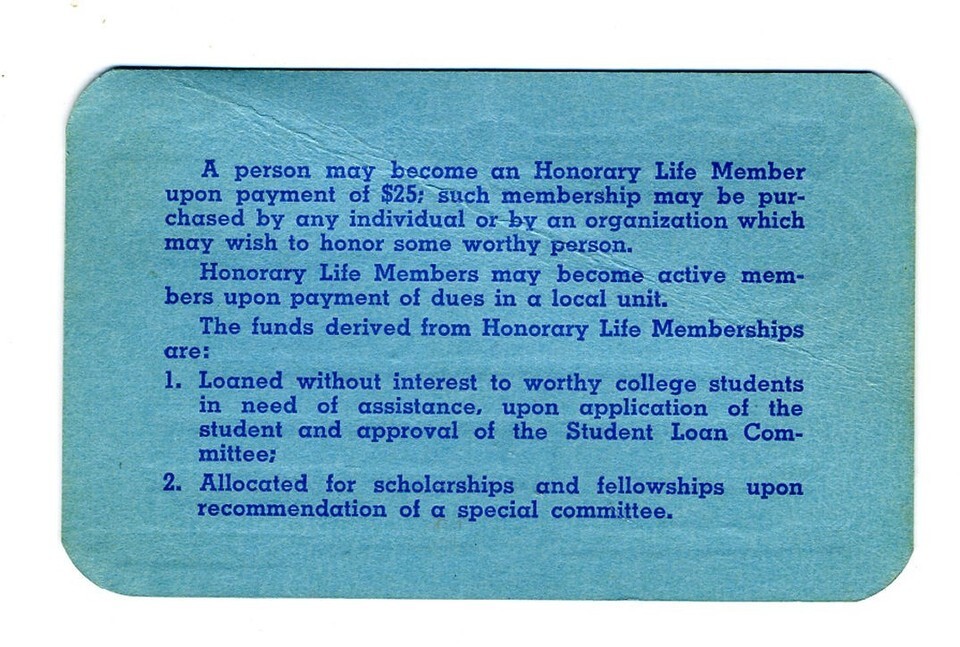 A person may become an Honorary Life Member
upon payment of $25; such membership may be pur-
chased by any individual or by an organization which
may wish to honor some worthy person.
Honorary Life Members may become active mem-
bers upon payment of dues in a local unit.
The funds derived from Honorary Life Memberships
are:
1. Loaned without interest to worthy college students
in need of assistance, upon application of the
student and approval of the Student Loan Com-
mittee;
2. Allocated for scholarships and fellowships upon
recommendation of a special committee.